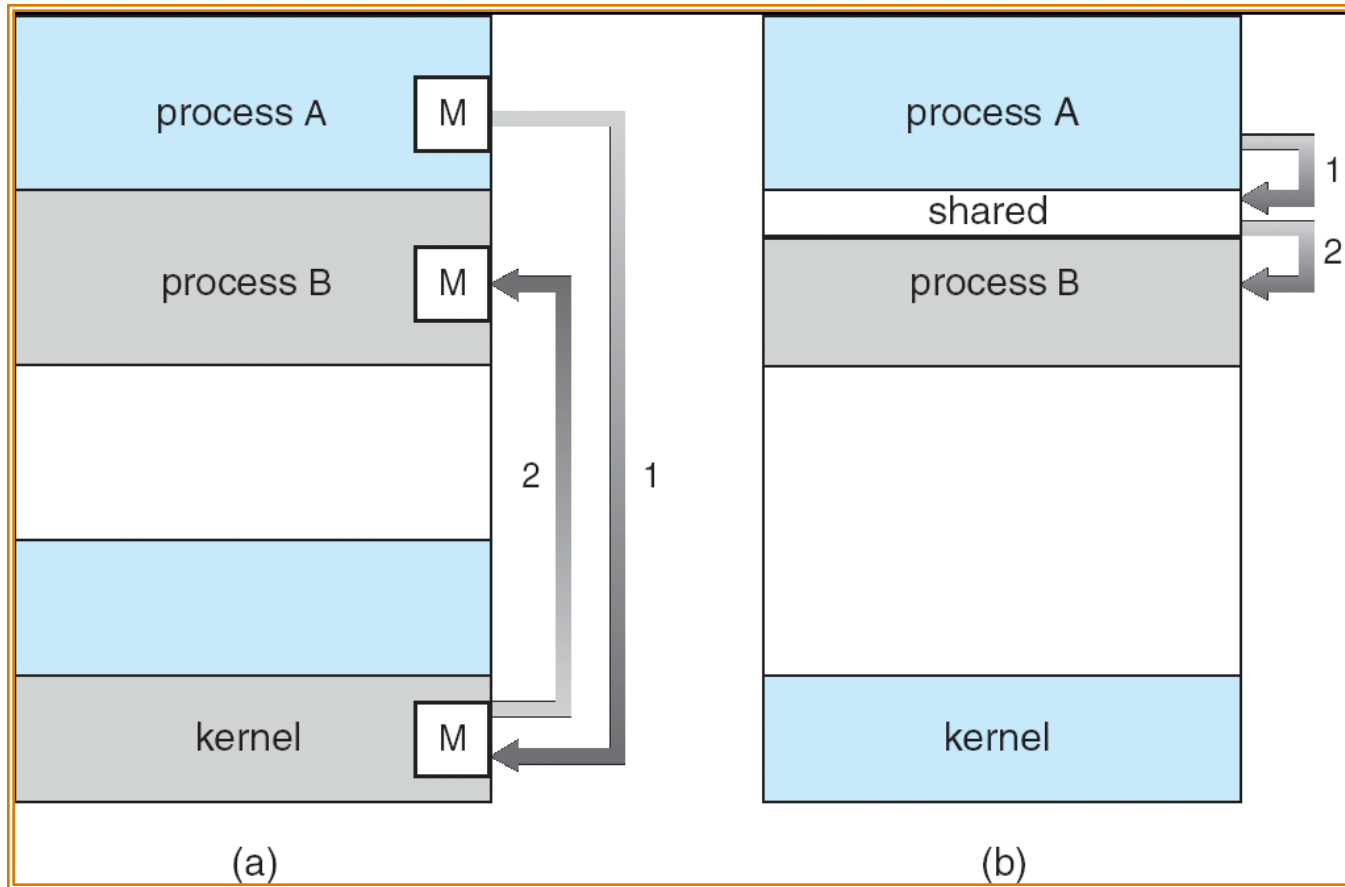 process A
M
process B
M
2
1
kernel
M
(a)
process A
1
shared
2
process B
kernel
(b)